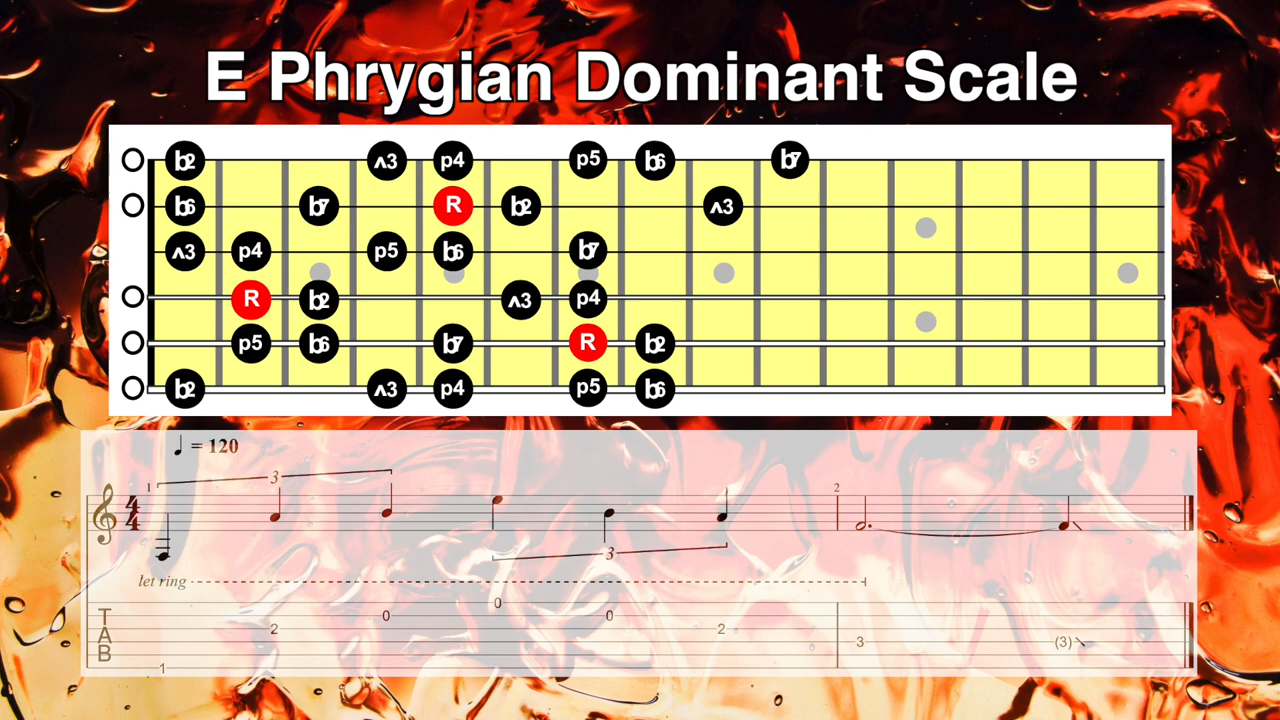 E Phrygian Dominant Scale
b2 ^3 p4 p5 b6 b7
b6 b7 R b2 ^3
^3 p4 p5 b6 b7
R b2 ^3 p4
p5 b6 b7 R b2
b2 ^3 p4 p5 b6
♩ = 120
1 3 2
4
4
3
let ring
0
0 0
2 2
T
A
B
3 (3)
1